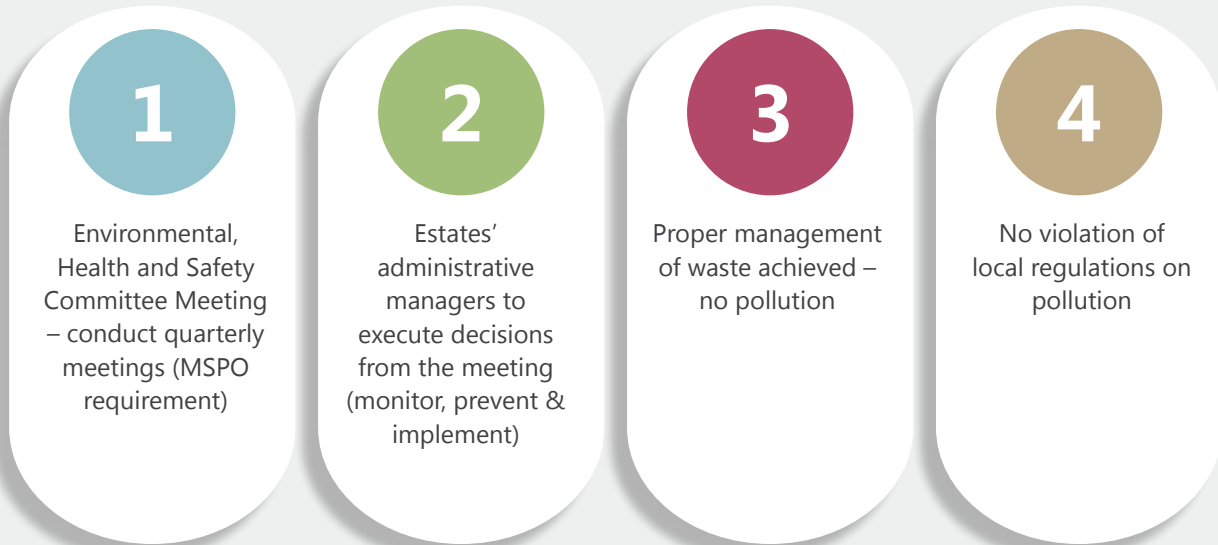 1
Environmental,
Health and Safety
Committee Meeting
– conduct quarterly
meetings (MSPO
requirement)
2
Estates’
administrative
managers to
execute decisions
from the meeting
(monitor, prevent &
implement)
3
Proper management
of waste achieved –
no pollution
4
No violation of
local regulations on
pollution